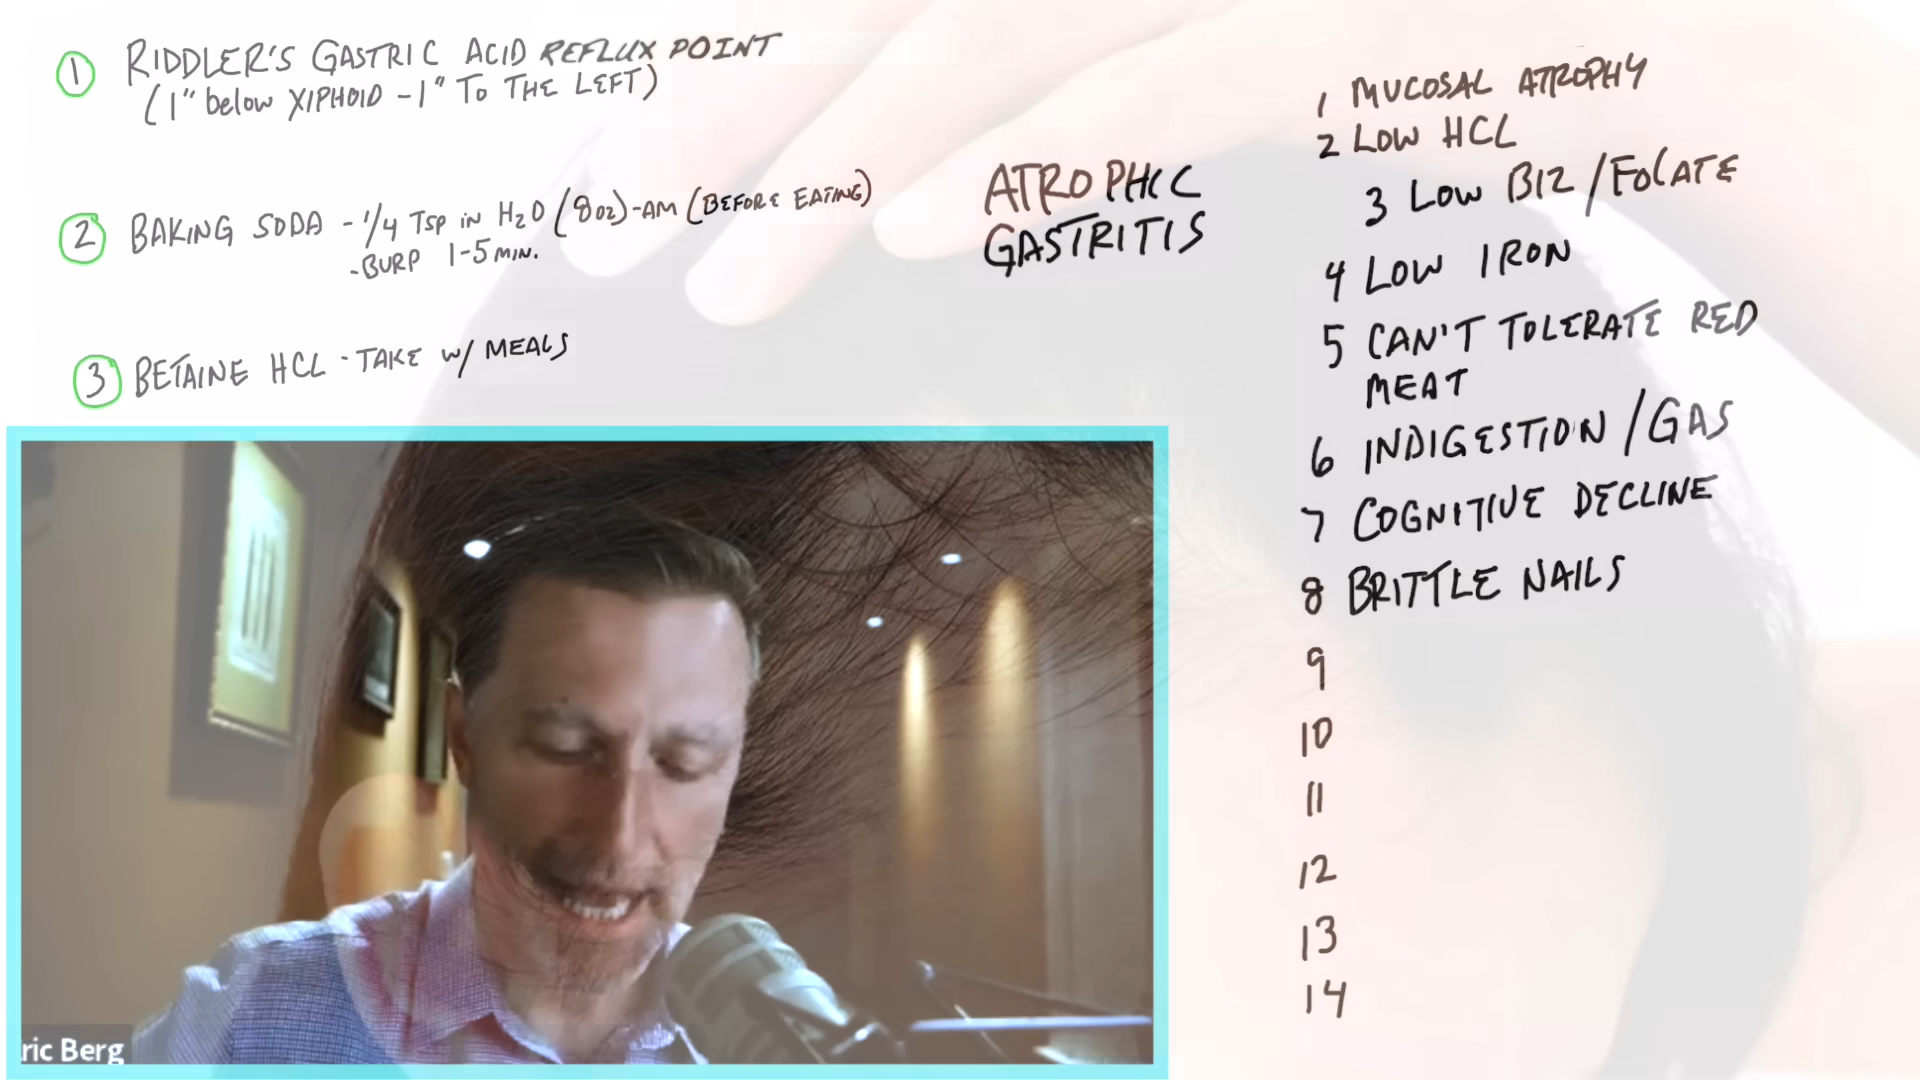 1 RIDDLER'S GASTRIC ACID REFLUX POINT
(1" below XIPHOID - 1" TO THE LEFT)
2 BAKING SODA - 1/4 TSP IN H2O (8oz)-AM (BEFORE EATING)
-BURP 1-5 MIN.
3 BETAINE HCL - TAKE w/ MEALS
ATROPHIC
GASTRITIS
1 MUCOSAL ATROPHY
2 LOW HCL
3 LOW B12/FOLATE
4 LOW IRON
5 CAN'T TOLERATE RED
MEAT
6 INDIGESTION/GAS
7 COGNITIVE DECLINE
8 BRITTLE NAILS
9
10
11
12
13
14
ric Berg